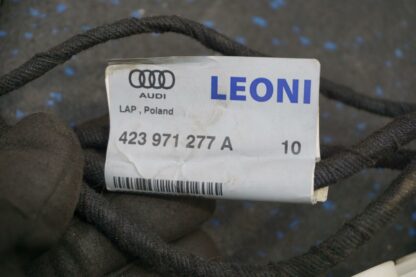 AUDI
LEONI
LAP , Poland
423 971 277 A 10